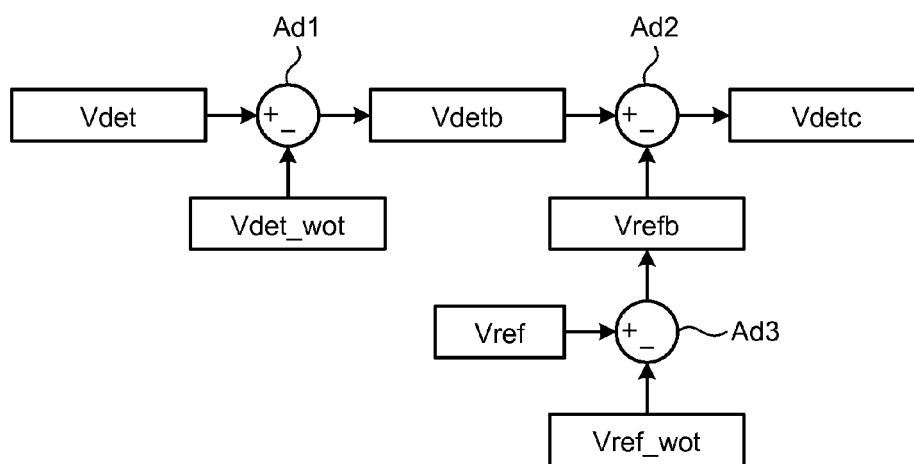 Ad1
Ad2
Vdet
+
−
Vdetb
+
−
Vdetc
Vdet_wot
Vrefb
Vref
+
−
Ad3
Vref_wot